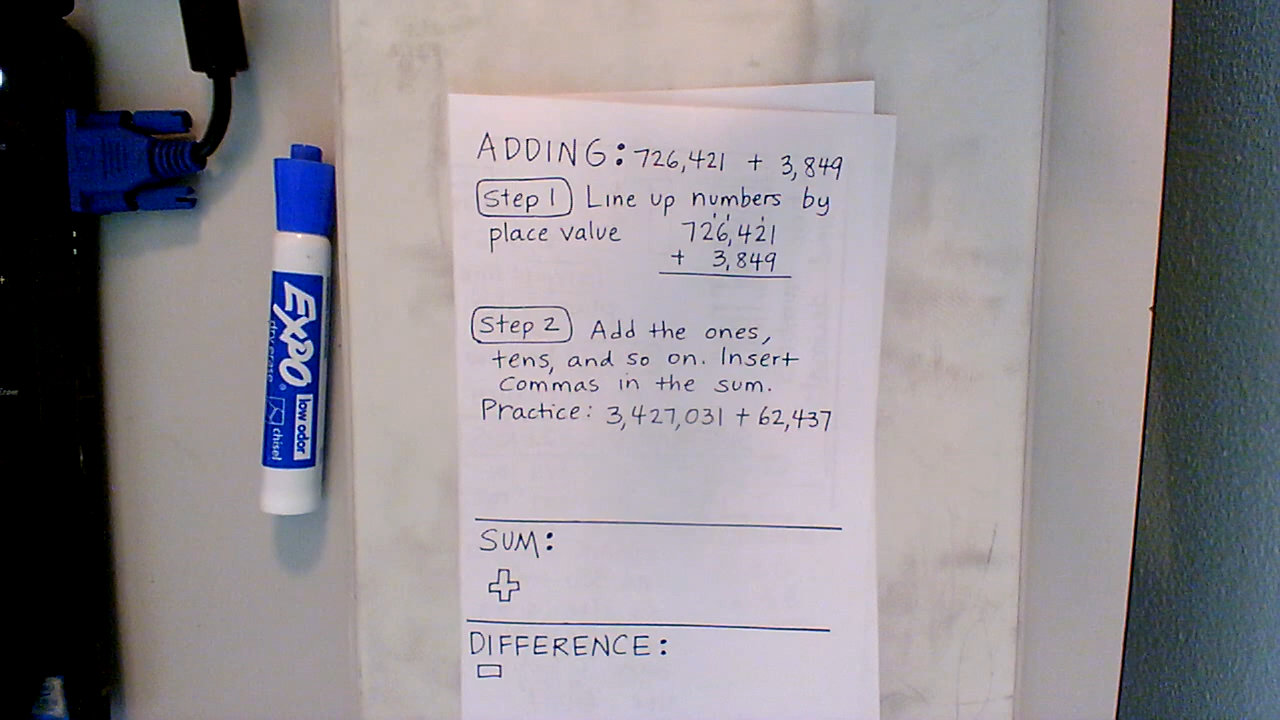 ADDING: 726,421 + 3,849
Step 1 Line up numbers by
place value 726,421
+ 3,849
Step 2 Add the ones,
tens, and so on. Insert
commas in the sum.
Practice: 3,427,031 + 62,437
SUM:
+
DIFFERENCE:
EXPO
dry erase
low odor
chisel